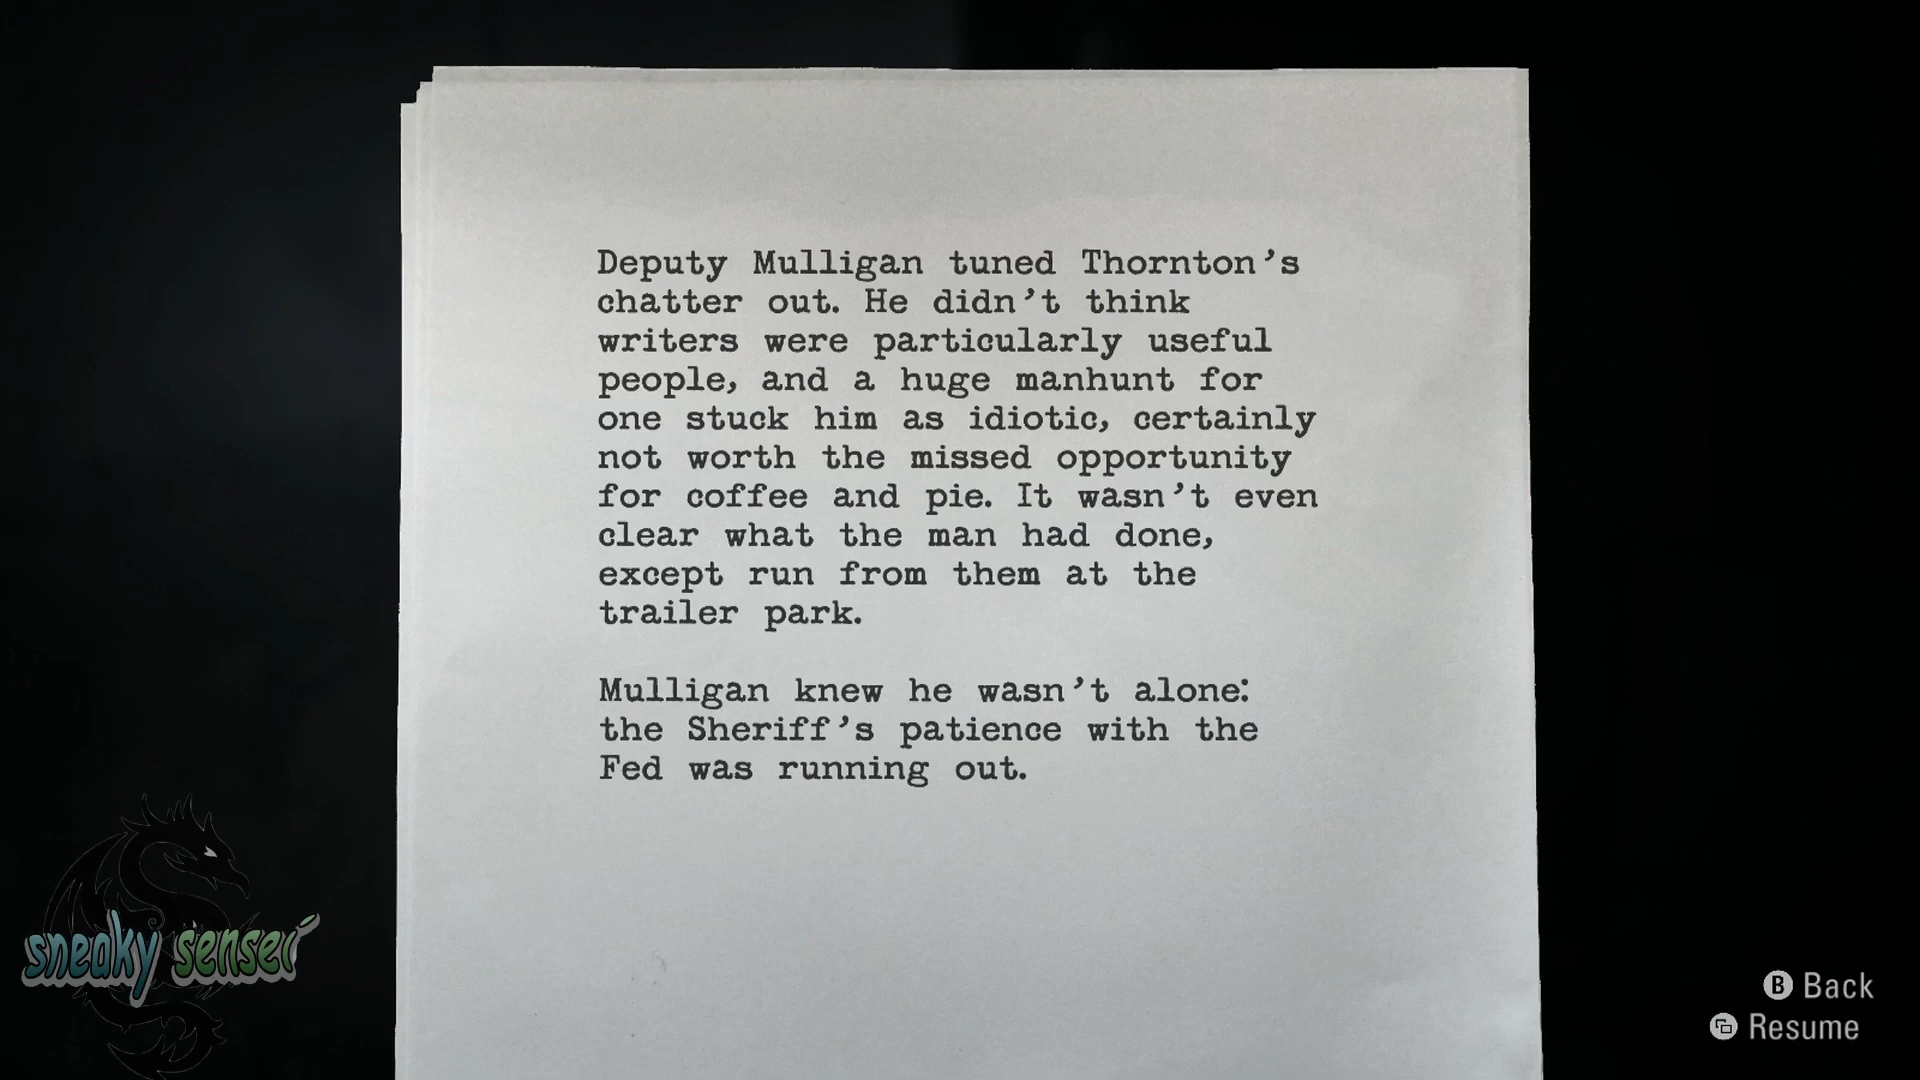 Deputy Mulligan tuned Thornton’s
chatter out. He didn’t think
writers were particularly useful
people, and a huge manhunt for
one stuck him as idiotic, certainly
not worth the missed opportunity
for coffee and pie. It wasn’t even
clear what the man had done,
except run from them at the
trailer park.

Mulligan knew he wasn’t alone:
the Sheriff’s patience with the
Fed was running out.
sneaky sensei
B Back
Resume